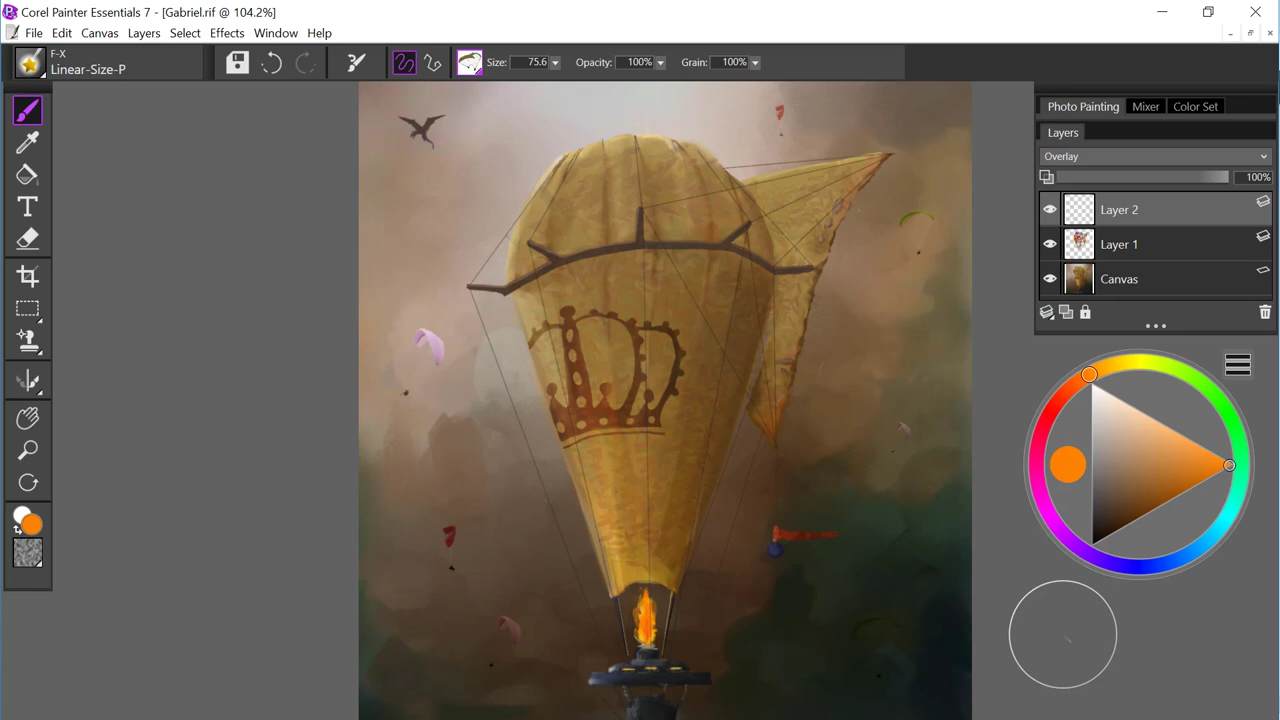 Corel Painter Essentials 7 - [Gabriel.rif @ 104.2%]
File Edit Canvas Layers Select Effects Window Help
F-X
Linear-Size-P
Size: 75.6 Opacity: 100% Grain: 100%
Photo Painting Mixer Color Set
Layers
Overlay
100%
Layer 2
Layer 1
Canvas